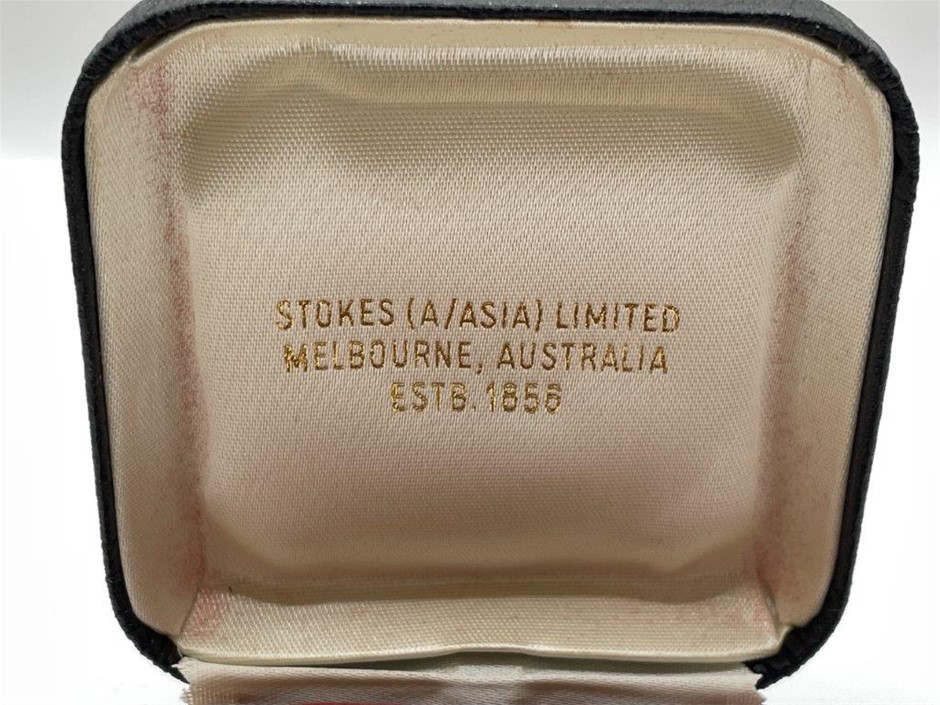 STOKES (A/ASIA) LIMITED
MELBOURNE, AUSTRALIA
ESTB. 1856